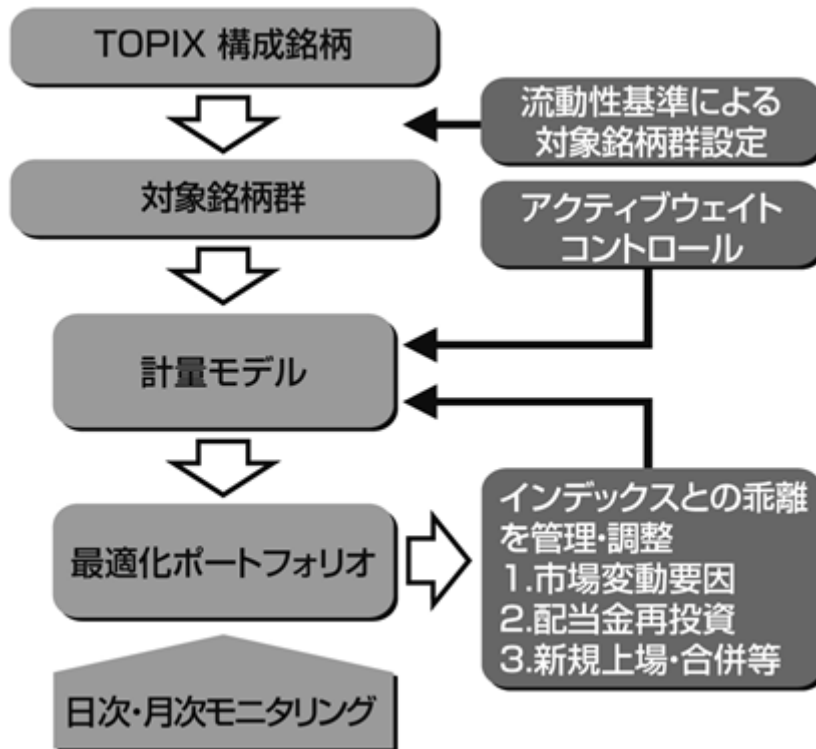 TOPIX 構成銘柄
流動性基準による
対象銘柄群設定
対象銘柄群
アクティブウェイト
コントロール
計量モデル
最適化ポートフォリオ
インデックスとの乖離
を管理・調整
1.市場変動要因
2.配当金再投資
3.新規上場・合併等
日次・月次モニタリング